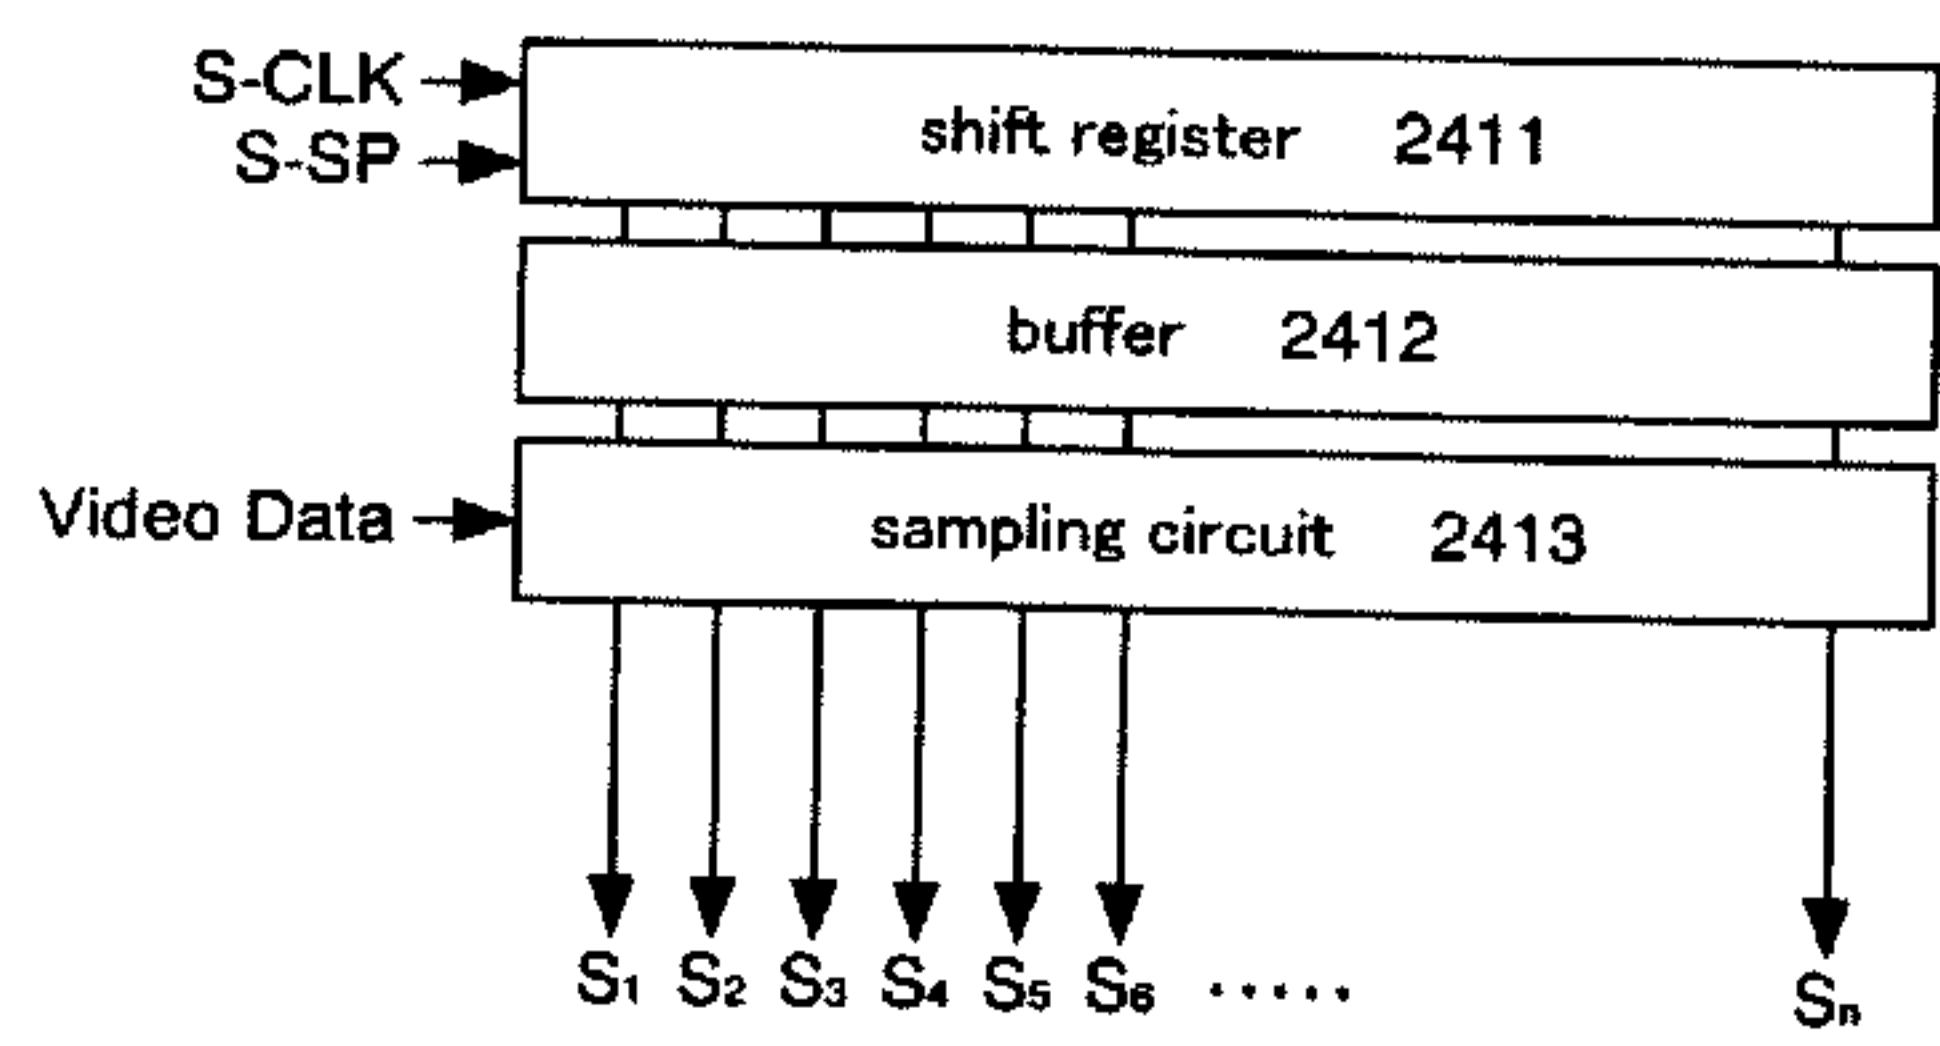 S-CLK
S-SP
shift register 2411
buffer 2412
Video Data
sampling circuit 2413
S1 S2 S3 S4 S5 S6 ..... Sn